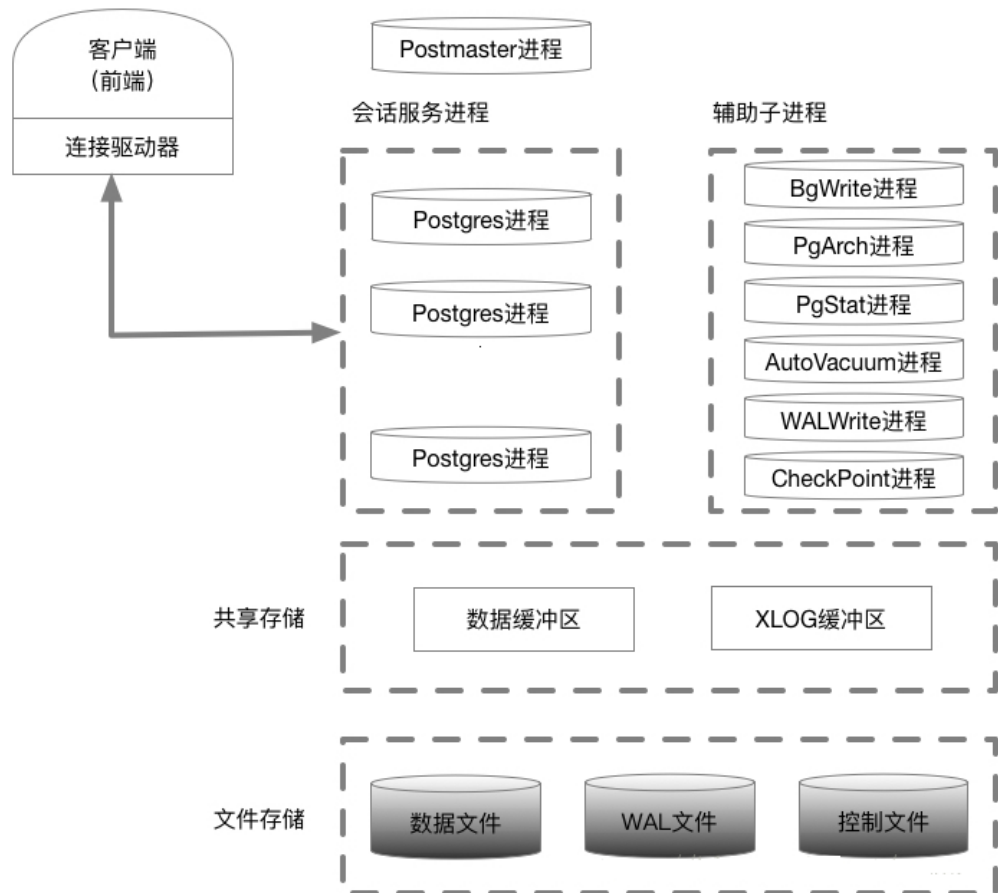 客户端
(前端)
连接驱动器
Postmaster进程
会话服务进程
辅助子进程
Postgres进程
Postgres进程
Postgres进程
BgWrite进程
PgArch进程
PgStat进程
AutoVacuum进程
WALWrite进程
CheckPoint进程
共享存储
数据缓冲区
XLOG缓冲区
文件存储
数据文件
WAL文件
控制文件